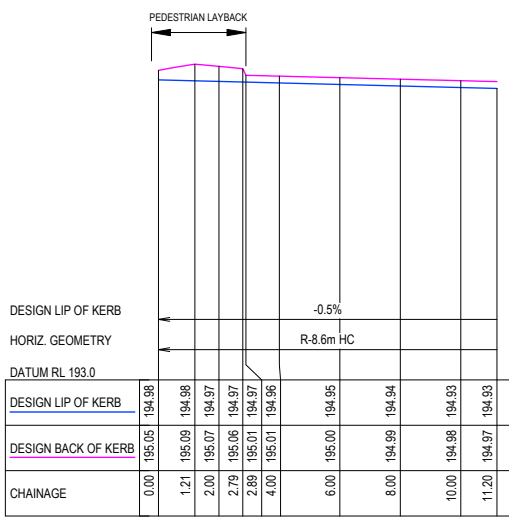 PEDESTRIAN LAYBACK
DESIGN LIP OF KERB -0.5%
HORIZ. GEOMETRY R-8.6m HC
DATUM RL 193.0
DESIGN LIP OF KERB 194.98 194.98 194.97 194.97 194.97 194.96 194.95 194.94 194.93 194.93
DESIGN BACK OF KERB 195.05 195.09 195.07 195.06 195.01 195.01 195.00 194.99 194.98 194.97
CHAINAGE 0.00 1.21 2.00 2.79 2.89 4.00 6.00 8.00 10.00 11.20